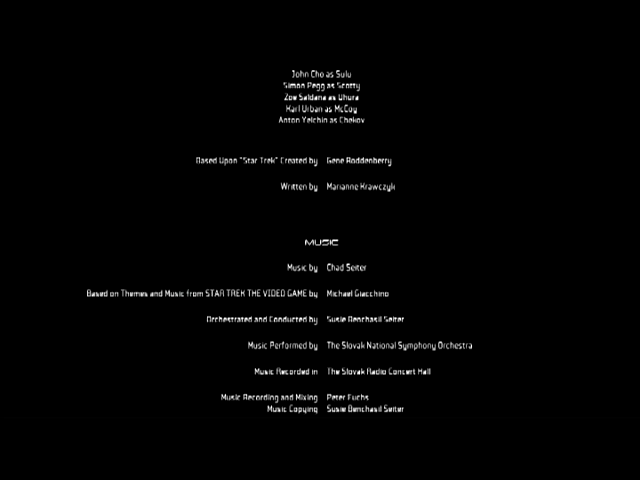 John Cho as Sulu
Simon Pegg as Scotty
Zoe Saldana as Uhura
Karl Urban as McCoy
Anton Yelchin as Chekov
Based Upon "Star Trek" Created by Gene Roddenberry
Written by Marianne Krawczyk
MUSIC
Music by Chad Seiter
Based on Themes and Music from STAR TREK THE VIDEO GAME by Michael Giacchino
Orchestrated and Conducted by Susie Benchasil Seiter
Music Performed by The Slovak National Symphony Orchestra
Music Recorded in The Slovak Radio Concert Hall
Music Recording and Mixing Peter Fuchs
Music Copying Susie Benchasil Seiter